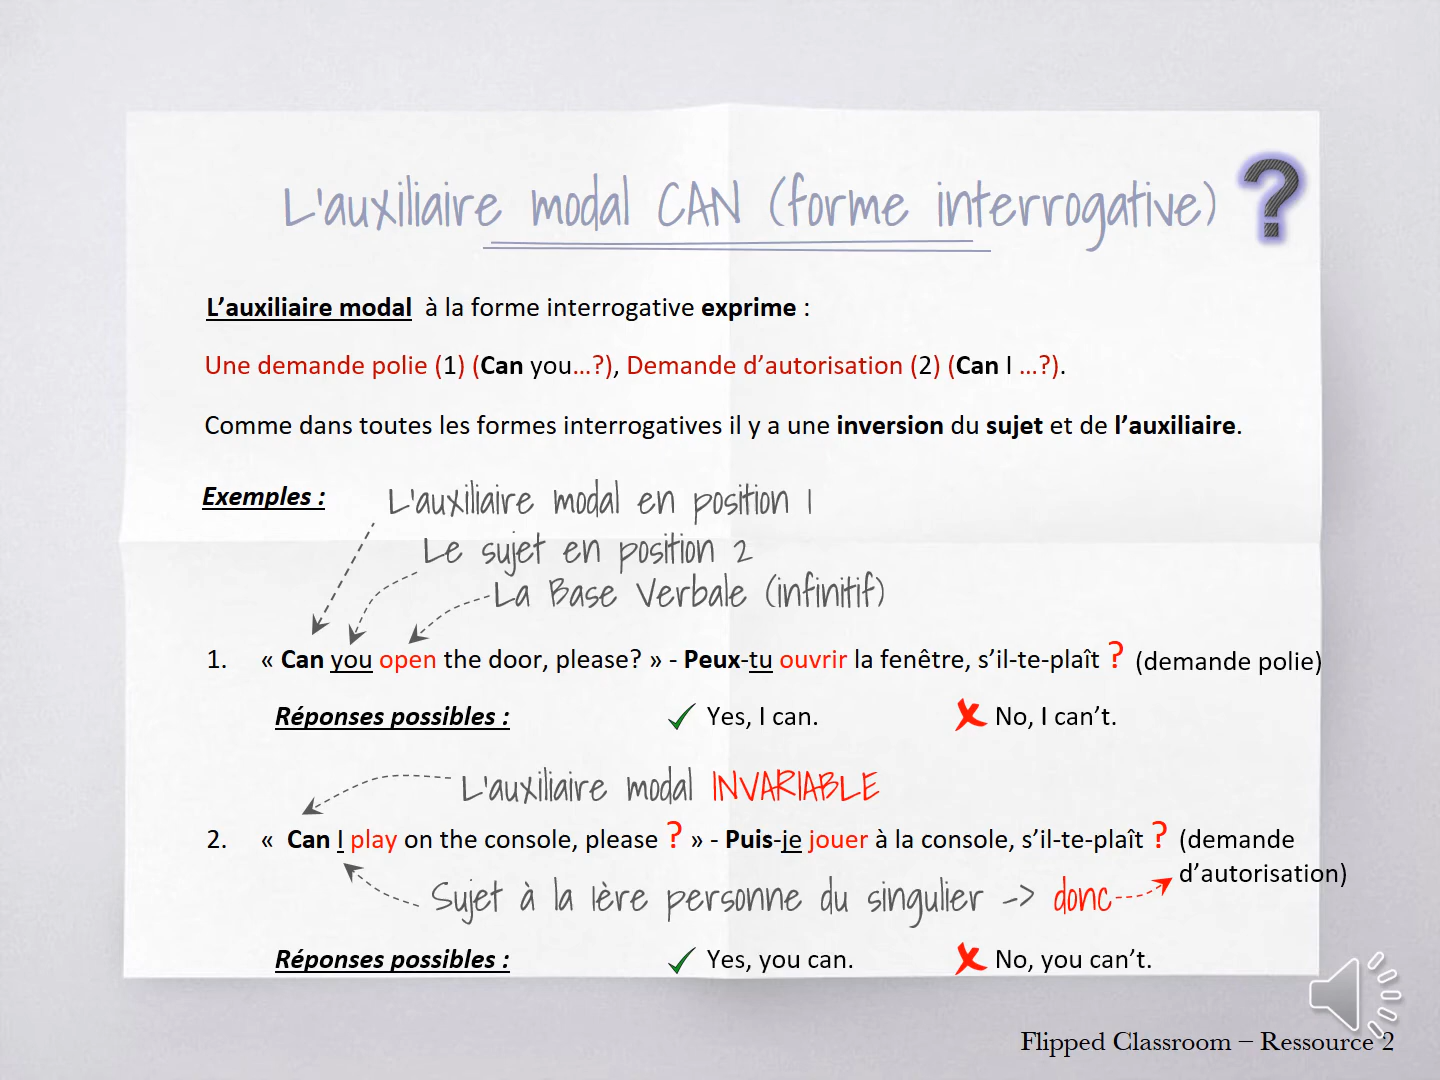 L'auxiliaire modal CAN (forme interrogative) ?
L’auxiliaire modal à la forme interrogative exprime :
Une demande polie (1) (Can you…?), Demande d’autorisation (2) (Can I …?).
Comme dans toutes les formes interrogatives il y a une inversion du sujet et de l’auxiliaire.
Exemples : L'auxiliaire modal en position 1
Le sujet en position 2
La Base Verbale (infinitif)
1. « Can you open the door, please? » - Peux-tu ouvrir la fenêtre, s’il-te-plaît ? (demande polie)
Réponses possibles : Yes, I can. No, I can’t.
L'auxiliaire modal INVARIABLE
2. « Can I play on the console, please ? » - Puis-je jouer à la console, s’il-te-plaît ? (demande
d’autorisation)
Sujet à la 1ère personne du singulier -> donc
Réponses possibles : Yes, you can. No, you can’t.
Flipped Classroom – Ressource 2